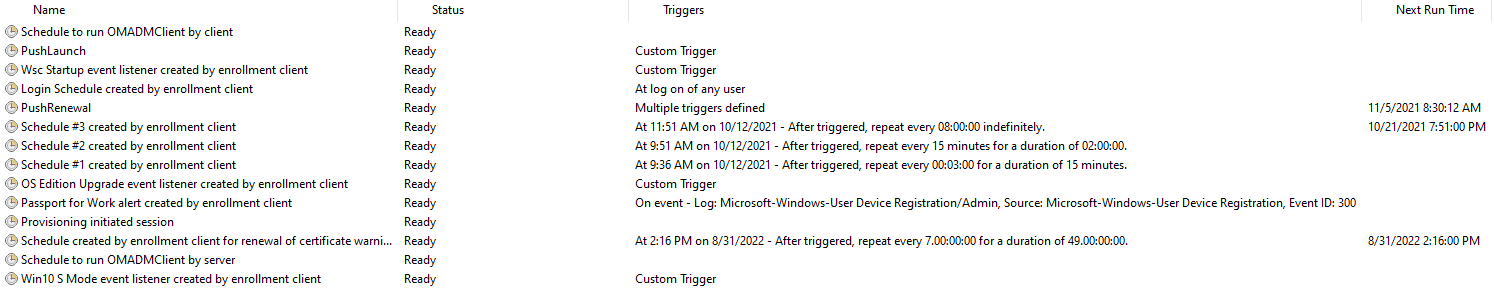 Name Status Triggers Next Run Time
Schedule to run OMADMClient by client Ready
PushLaunch Ready Custom Trigger
Wsc Startup event listener created by enrollment client Ready Custom Trigger
Login Schedule created by enrollment client Ready At log on of any user
PushRenewal Ready Multiple triggers defined 11/5/2021 8:30:12 AM
Schedule #3 created by enrollment client Ready At 11:51 AM on 10/12/2021 - After triggered, repeat every 08:00:00 indefinitely. 10/21/2021 7:51:00 PM
Schedule #2 created by enrollment client Ready At 9:51 AM on 10/12/2021 - After triggered, repeat every 15 minutes for a duration of 02:00:00.
Schedule #1 created by enrollment client Ready At 9:36 AM on 10/12/2021 - After triggered, repeat every 00:03:00 for a duration of 15 minutes.
OS Edition Upgrade event listener created by enrollment client Ready Custom Trigger
Passport for Work alert created by enrollment client Ready On event - Log: Microsoft-Windows-User Device Registration/Admin, Source: Microsoft-Windows-User Device Registration, Event ID: 300
Provisioning initiated session Ready
Schedule created by enrollment client for renewal of certificate warni... Ready At 2:16 PM on 8/31/2022 - After triggered, repeat every 7.00:00:00 for a duration of 49.00:00:00. 8/31/2022 2:16:00 PM
Schedule to run OMADMClient by server Ready
Win10 S Mode event listener created by enrollment client Ready Custom Trigger